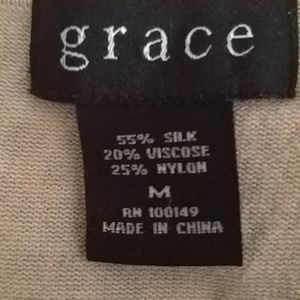 grace
55% SILK
20% VISCOSE
25% NYLON
M
RN 100149
MADE IN CHINA